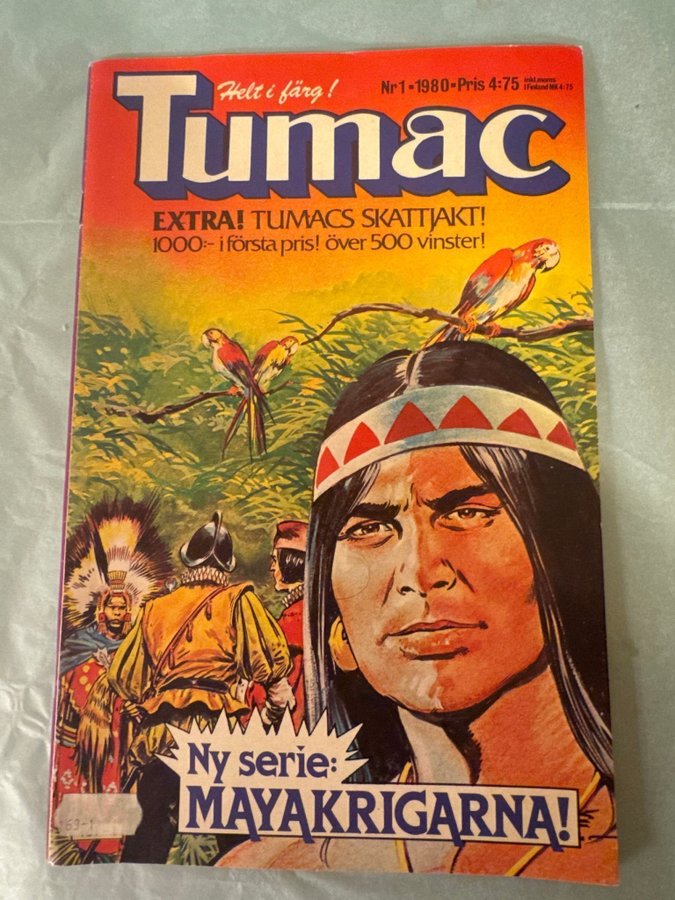 Helt i färg!
Nr 1 • 1980 • Pris 4:75 inkl. moms
I Finland MK 4:75
Tumac
EXTRA! TUMACS SKATTJAKT!
1000:- i första pris! över 500 vinster!
Ny serie:
MAYAKRIGARNA!